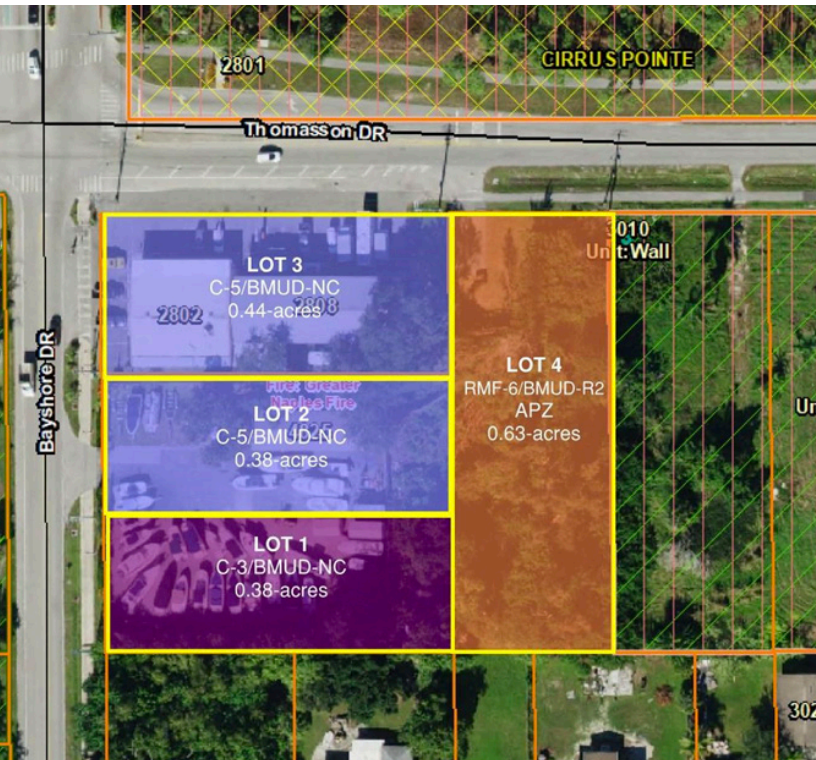 2801
CIRRUS POINTE
Thomasson DR
Bayshore DR
LOT 3
C-5/BMUD-NC
0.44-acres
2802
2808
Fire: Greater
Naples Fire
LOT 2
C-5/BMUD-NC
0.38-acres
LOT 1
C-3/BMUD-NC
0.38-acres
LOT 4
RMF-6/BMUD-R2
APZ
0.63-acres
3010
Unit: Wall
Un
302